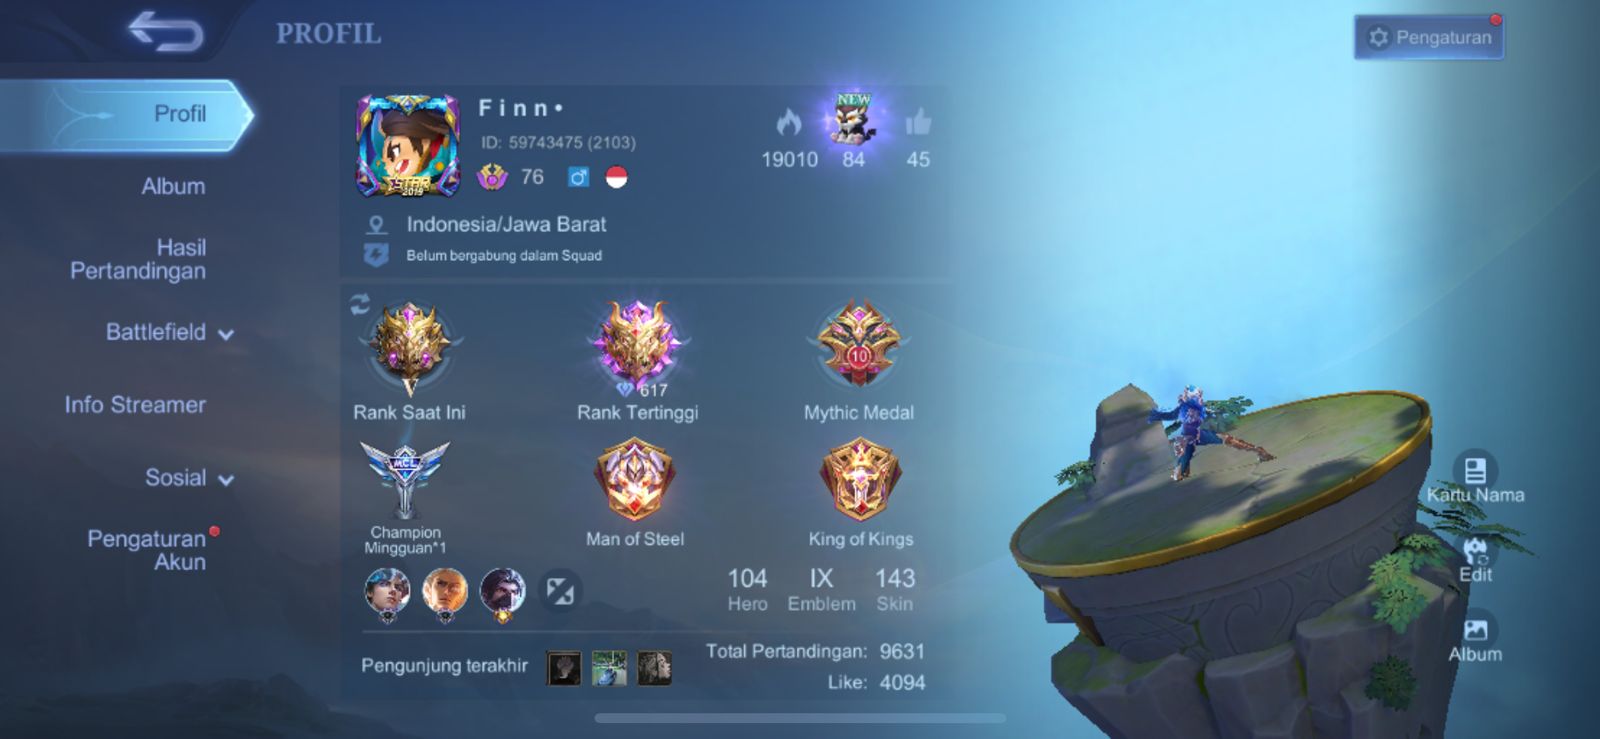 PROFIL
Pengaturan
Profil
Album
Hasil
Pertandingan
Battlefield
Info Streamer
Sosial
Pengaturan
Akun
Finn•
ID: 59743475 (2103)
76
STAR
2019
NEW
19010
84
45
Indonesia/Jawa Barat
Belum bergabung dalam Squad
V
617
10
Rank Saat Ini
Rank Tertinggi
Mythic Medal
MCL
Champion
Mingguan*1
Man of Steel
King of Kings
104
IX
143
Hero
Emblem
Skin
Pengunjung terakhir
Total Pertandingan: 9631
Like: 4094
Kartu Nama
Edit
Album